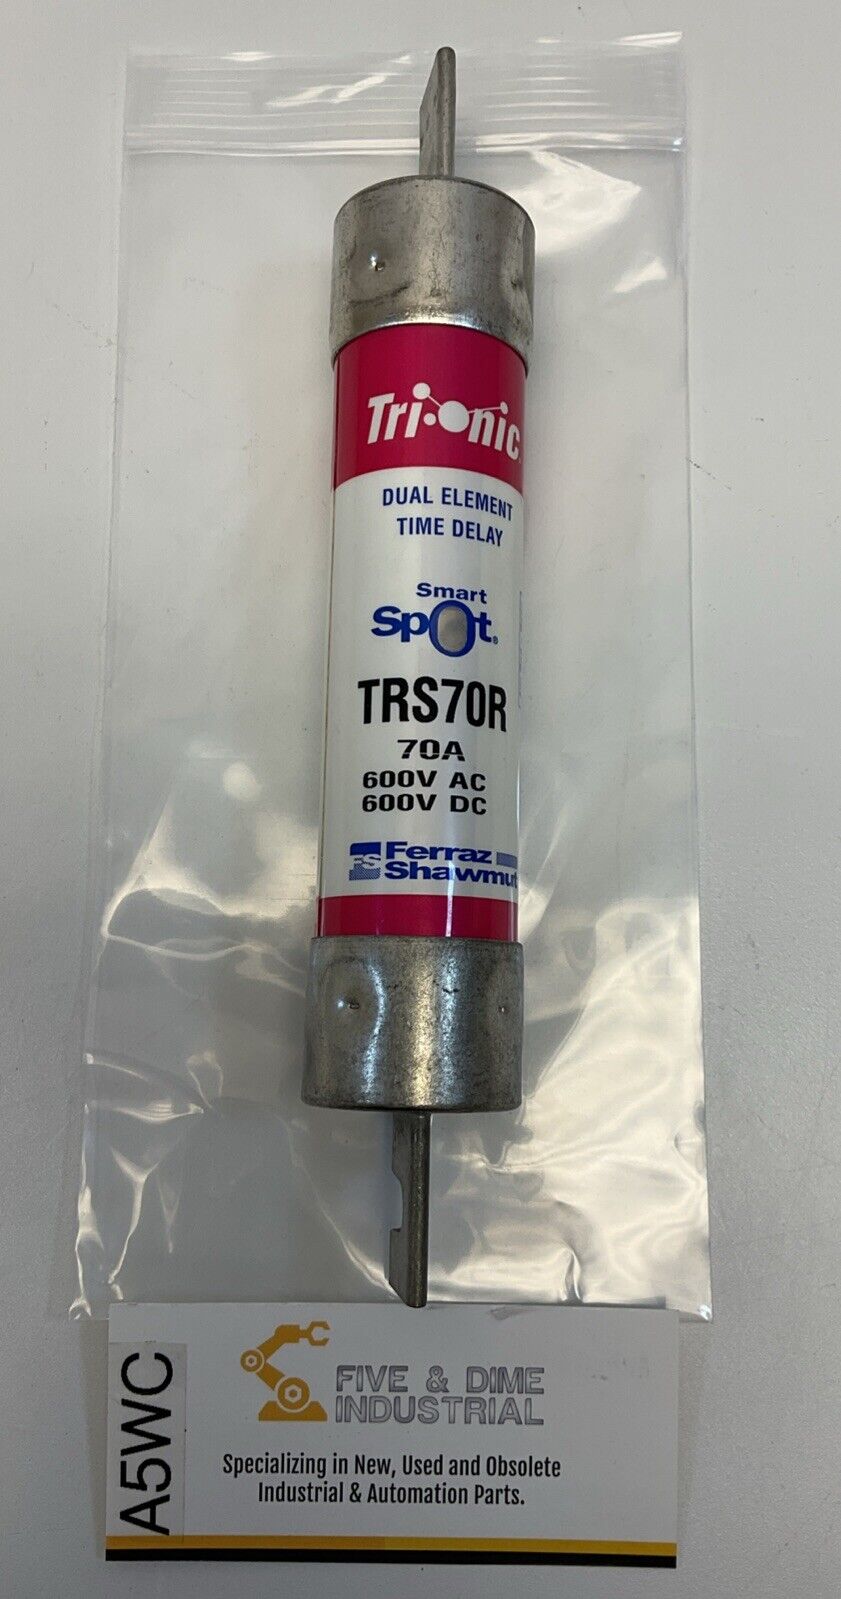 Tri-Onic
DUAL ELEMENT
TIME DELAY
Smart
Spot®
TRS70R
70A
600V AC
600V DC
FS Ferraz
Shawmut
A5WC
FIVE & DIME
INDUSTRIAL
Specializing in New, Used and Obsolete
Industrial & Automation Parts.